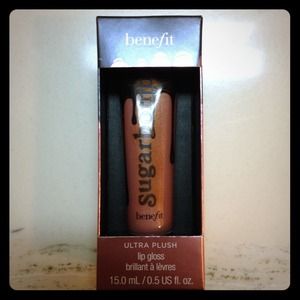 benefit
sugarbomb
benefit
ULTRA PLUSH
lip gloss
brillant à lèvres
15.0 mL / 0.5 US fl. oz.